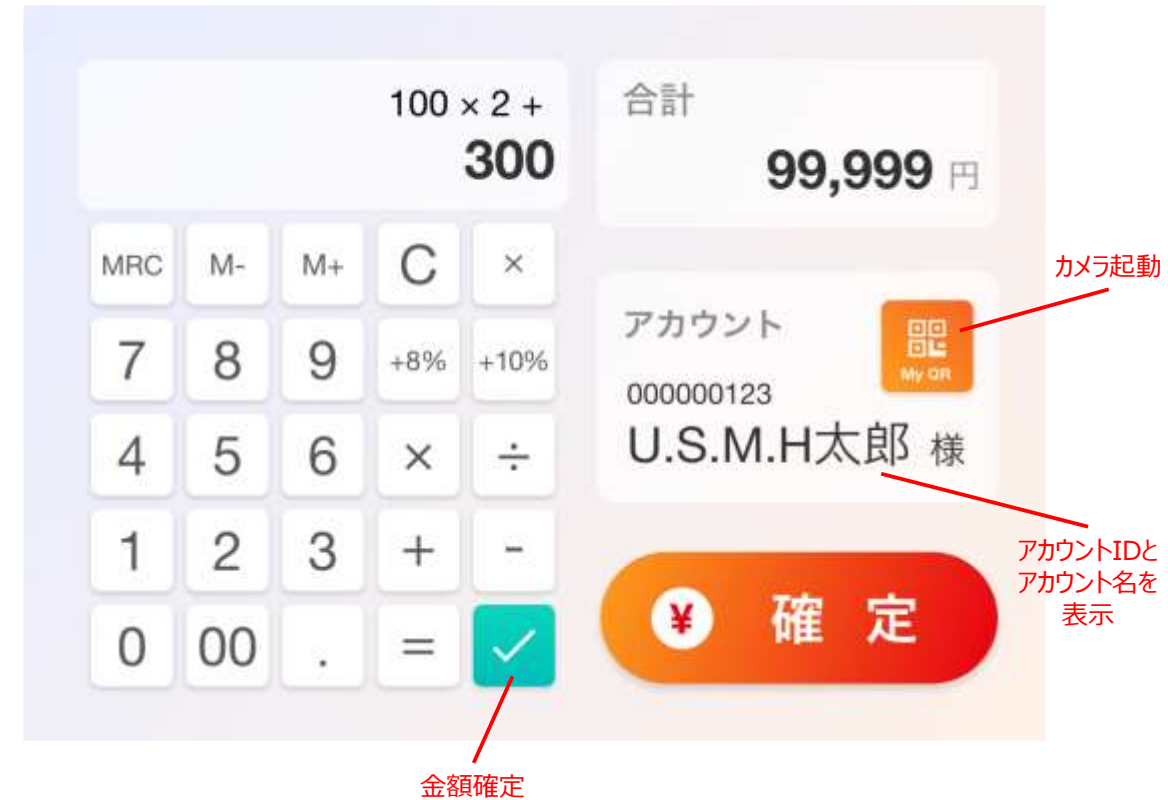 100 × 2 +
300
合計
99,999 円
MRC M- M+ C ×
7 8 9 +8% +10%
4 5 6 × ÷
1 2 3 + -
0 00 . =
アカウント
My QR
000000123
U.S.M.H太郎 様
¥ 確 定
カメラ起動
アカウントIDと
アカウント名を
表示
金額確定